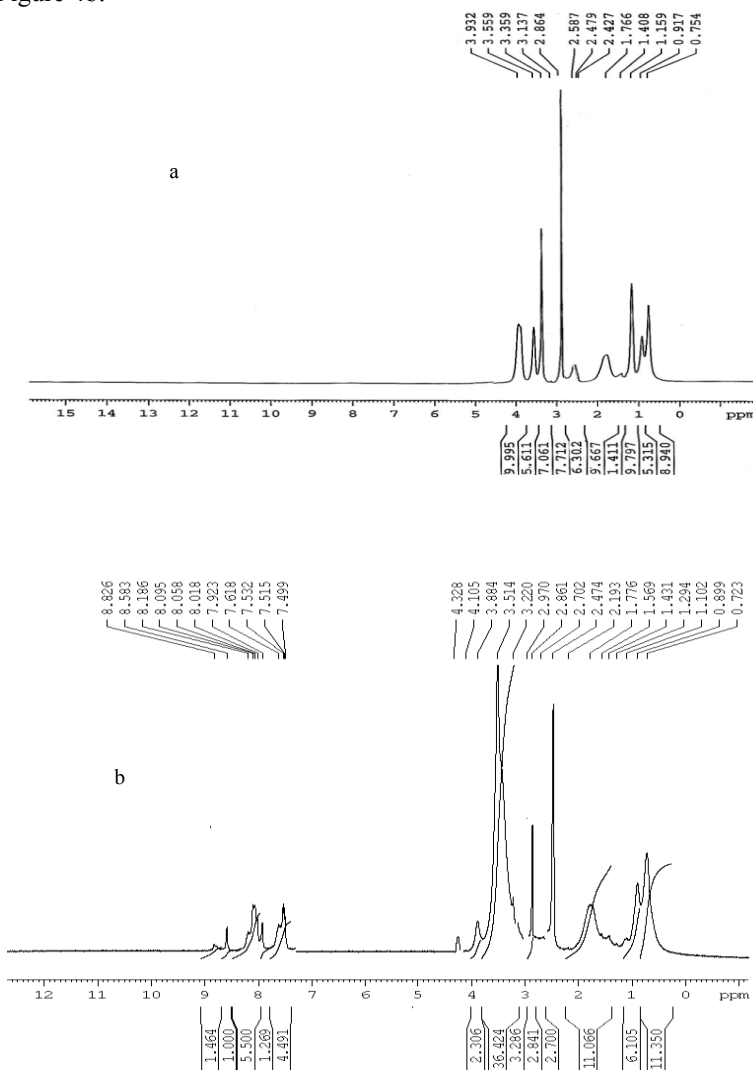 Figure 4b.
3.932 3.559 3.359 3.137 2.864 2.587 2.479 2.427 1.766 1.408 1.159 0.917 0.754
a
15 14 13 12 11 10 9 8 7 6 5 4 3 2 1 0 ppm
9.995 5.611 7.061 7.712 6.302 9.667 1.411 9.797 5.315 8.940
8.826 8.583 8.186 8.095 8.058 8.018 7.923 7.618 7.532 7.515 7.499 4.328 4.105 3.884 3.514 3.220 2.970 2.861 2.702 2.474 2.193 1.776 1.569 1.431 1.294 1.102 0.899 0.723
b
12 11 10 9 8 7 6 5 4 3 2 1 0 ppm
1.464 1.000 5.500 1.269 4.491 2.306 36.424 3.286 2.841 2.700 11.066 6.105 11.350